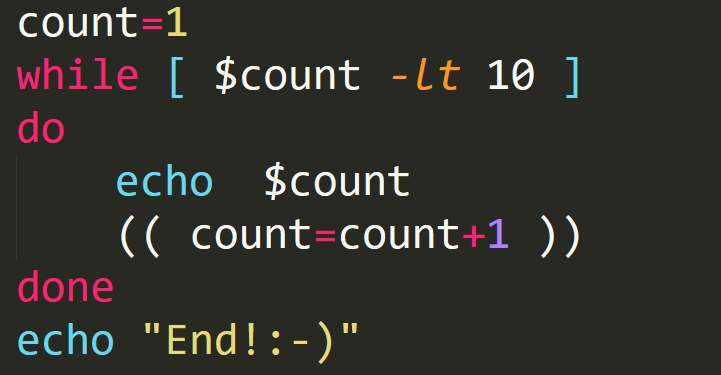 count=1
while [ $count -lt 10 ]
do
    echo  $count
    (( count=count+1 ))
done
echo "End!:-)"